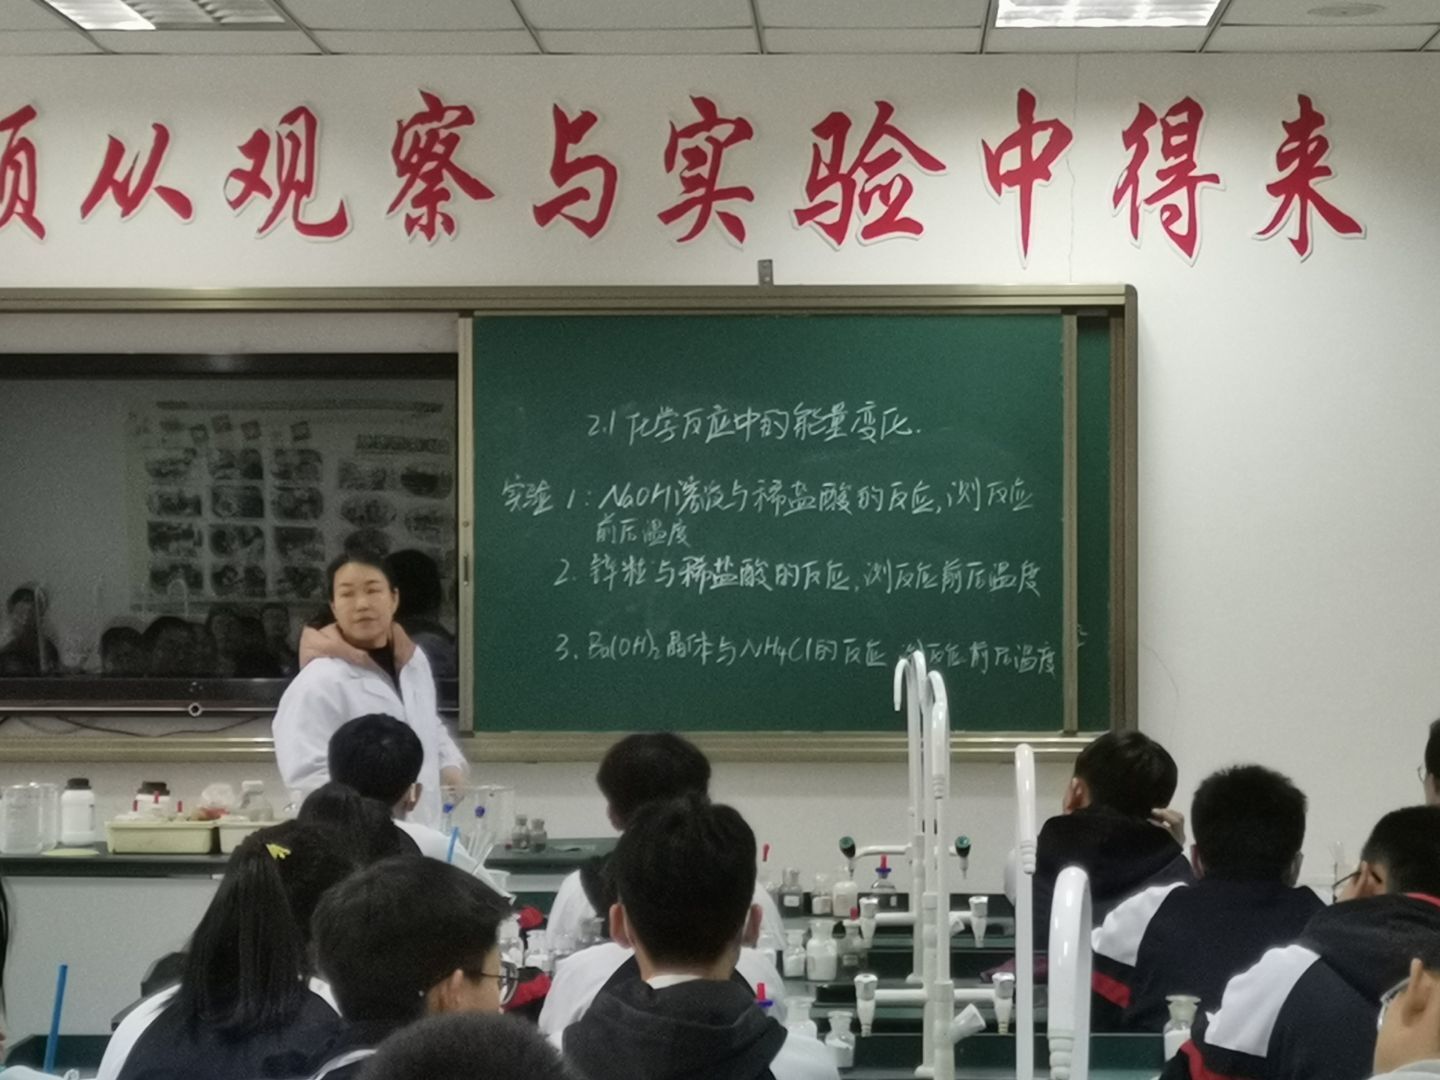 须从观察与实验中得来
2.1 化学反应中的能量变化.
实验 1: NaOH溶液与稀盐酸的反应,测反应
前后温度
2. 锌粒与稀盐酸的反应,测反应前后温度
3. Ba(OH)₂晶体与NH4Cl的反应 测反应前后温度